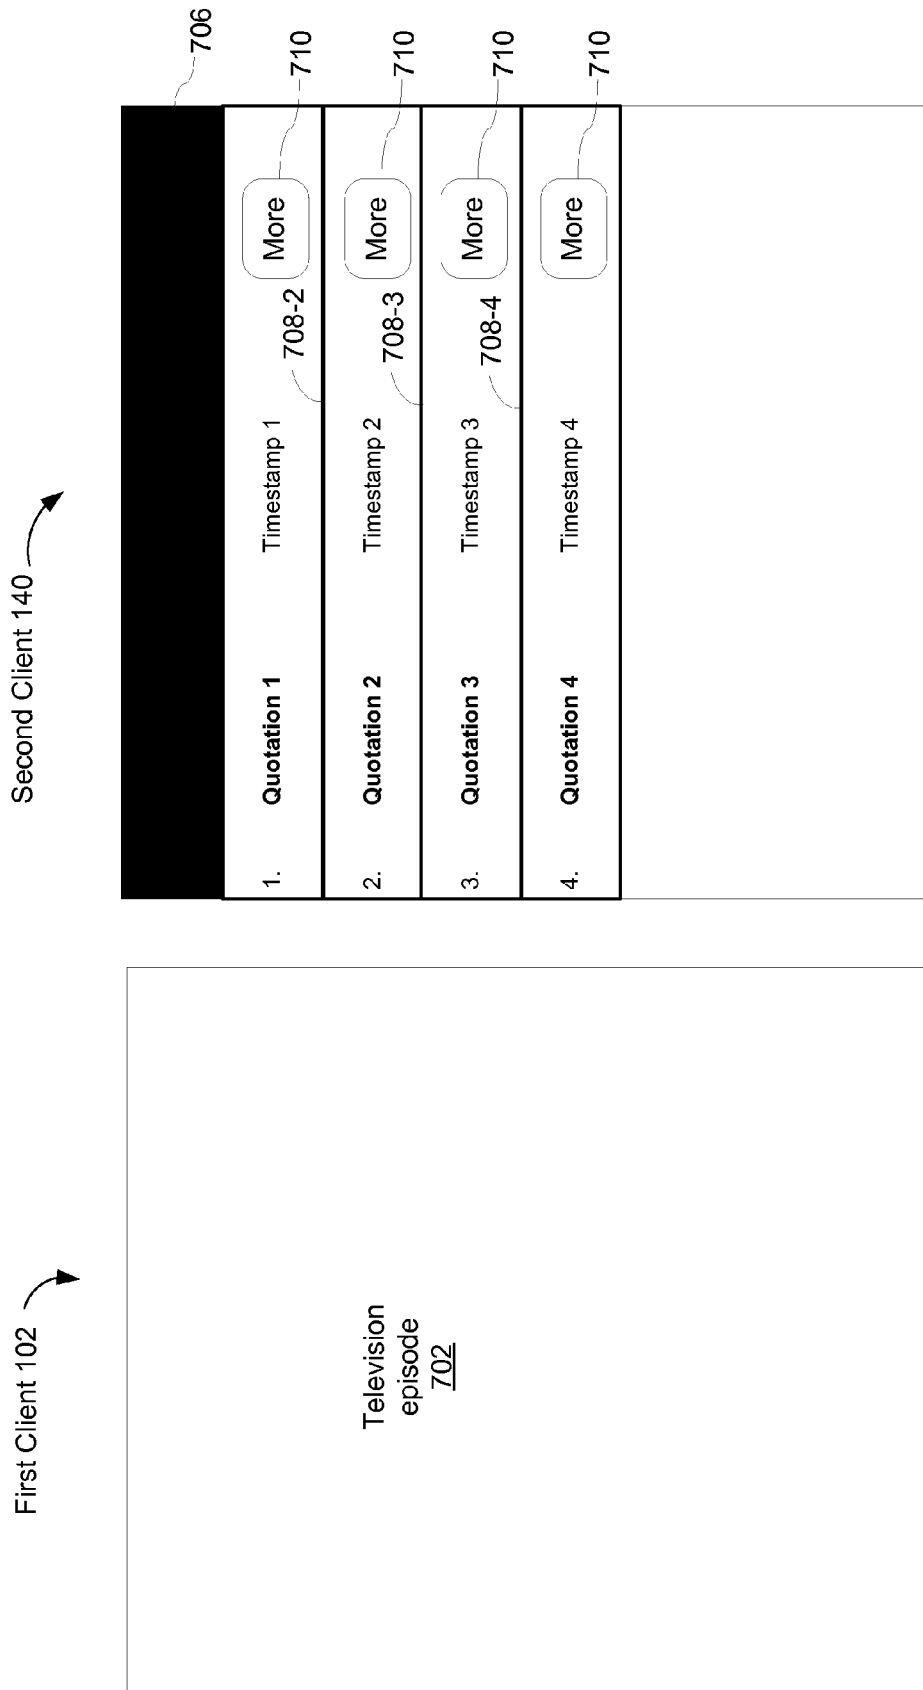 First Client 102
Second Client 140
Television
episode
702
706
1. Quotation 1 Timestamp 1 More 710
708-2
2. Quotation 2 Timestamp 2 More 710
708-3
3. Quotation 3 Timestamp 3 More 710
708-4
4. Quotation 4 Timestamp 4 More 710